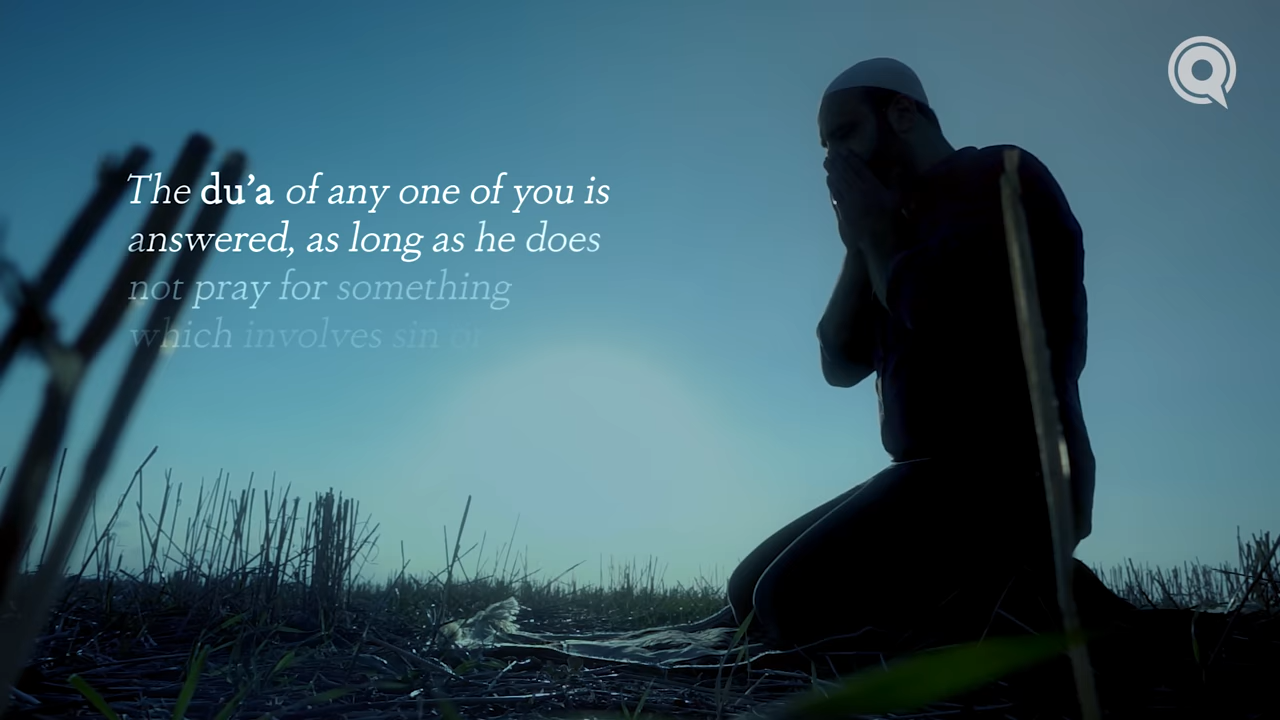 The du’a of any one of you is
answered, as long as he does
not pray for something
which involves sin or